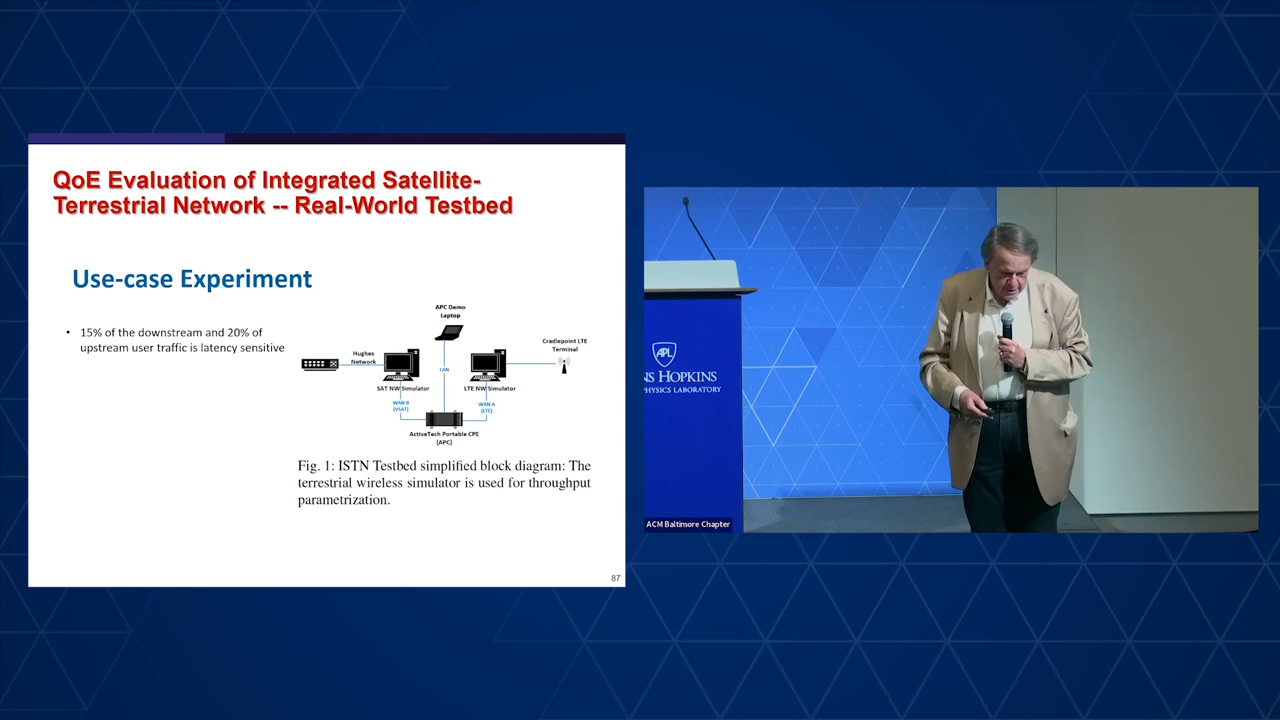 QoE Evaluation of Integrated Satellite-
Terrestrial Network -- Real-World Testbed
Use-case Experiment
• 15% of the downstream and 20% of
upstream user traffic is latency sensitive
APC Demo
Laptop
Hughes
Network
Cradlepoint LTE
Terminal
SAT NW Simulator
LAN
LTE NW Simulator
WAN B
(VSAT)
WAN A
(LTE)
ActiveTech Portable CPE
(APC)
Fig. 1: ISTN Testbed simplified block diagram: The
terrestrial wireless simulator is used for throughput
parametrization.
87
APL
NS HOPKINS
PHYSICS LABORATORY
ACM Baltimore Chapter